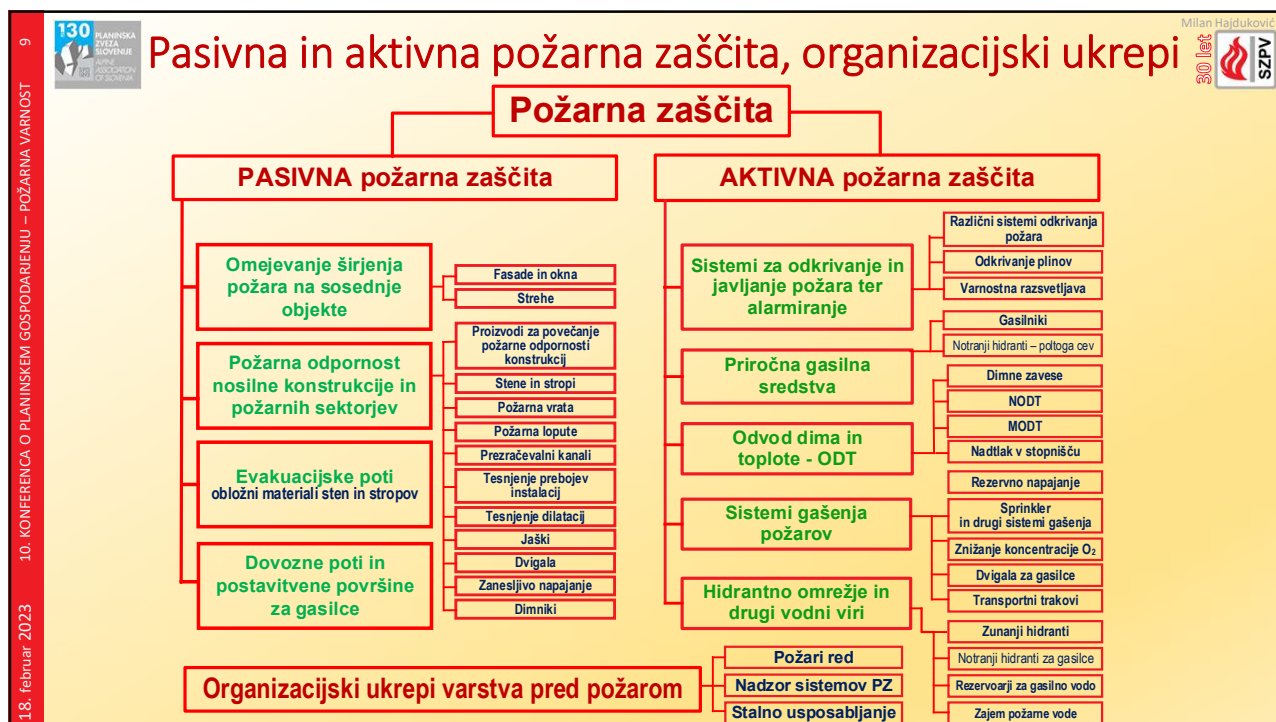 18. februar 2023 10. KONFERENCA O PLANINSKEM GOSPODARJENJU – POŽARNA VARNOST 9
130
PLANINSKA
ZVEZA
SLOVENIJE
ALPINE
ASSOCIATION
OF SLOVENIA
Pasivna in aktivna požarna zaščita, organizacijski ukrepi
Milan Hajduković
30 let
SZPV
Požarna zaščita
PASIVNA požarna zaščita
Omejevanje širjenja
požara na sosednje
objekte
Fasade in okna
Strehe
Požarna odpornost
nosilne konstrukcije in
požarnih sektorjev
Proizvodi za povečanje
požarne odpornosti
konstrukcij
Stene in stropi
Požarna vrata
Požarna lopute
Prezračevalni kanali
Tesnjenje prebojev
instalacij
Tesnjenje dilatacij
Jaški
Dvigala
Zanesljivo napajanje
Dimniki
Evakuacijske poti
obložni materiali sten in stropov
Dovozne poti in
postavitvene površine
za gasilce
AKTIVNA požarna zaščita
Sistemi za odkrivanje in
javljanje požara ter
alarmiranje
Različni sistemi odkrivanja
požara
Odkrivanje plinov
Varnostna razsvetljava
Priročna gasilna
sredstva
Gasilniki
Notranji hidranti – poltoga cev
Odvod dima in
toplote - ODT
Dimne zavese
NODT
MODT
Nadtlak v stopnišču
Sistemi gašenja
požarov
Rezervno napajanje
Sprinkler
in drugi sistemi gašenja
Znižanje koncentracije O₂
Dvigala za gasilce
Transportni trakovi
Hidrantno omrežje in
drugi vodni viri
Zunanji hidranti
Notranji hidranti za gasilce
Rezervoarji za gasilno vodo
Zajem požarne vode
Organizacijski ukrepi varstva pred požarom
Požari red
Nadzor sistemov PZ
Stalno usposabljanje